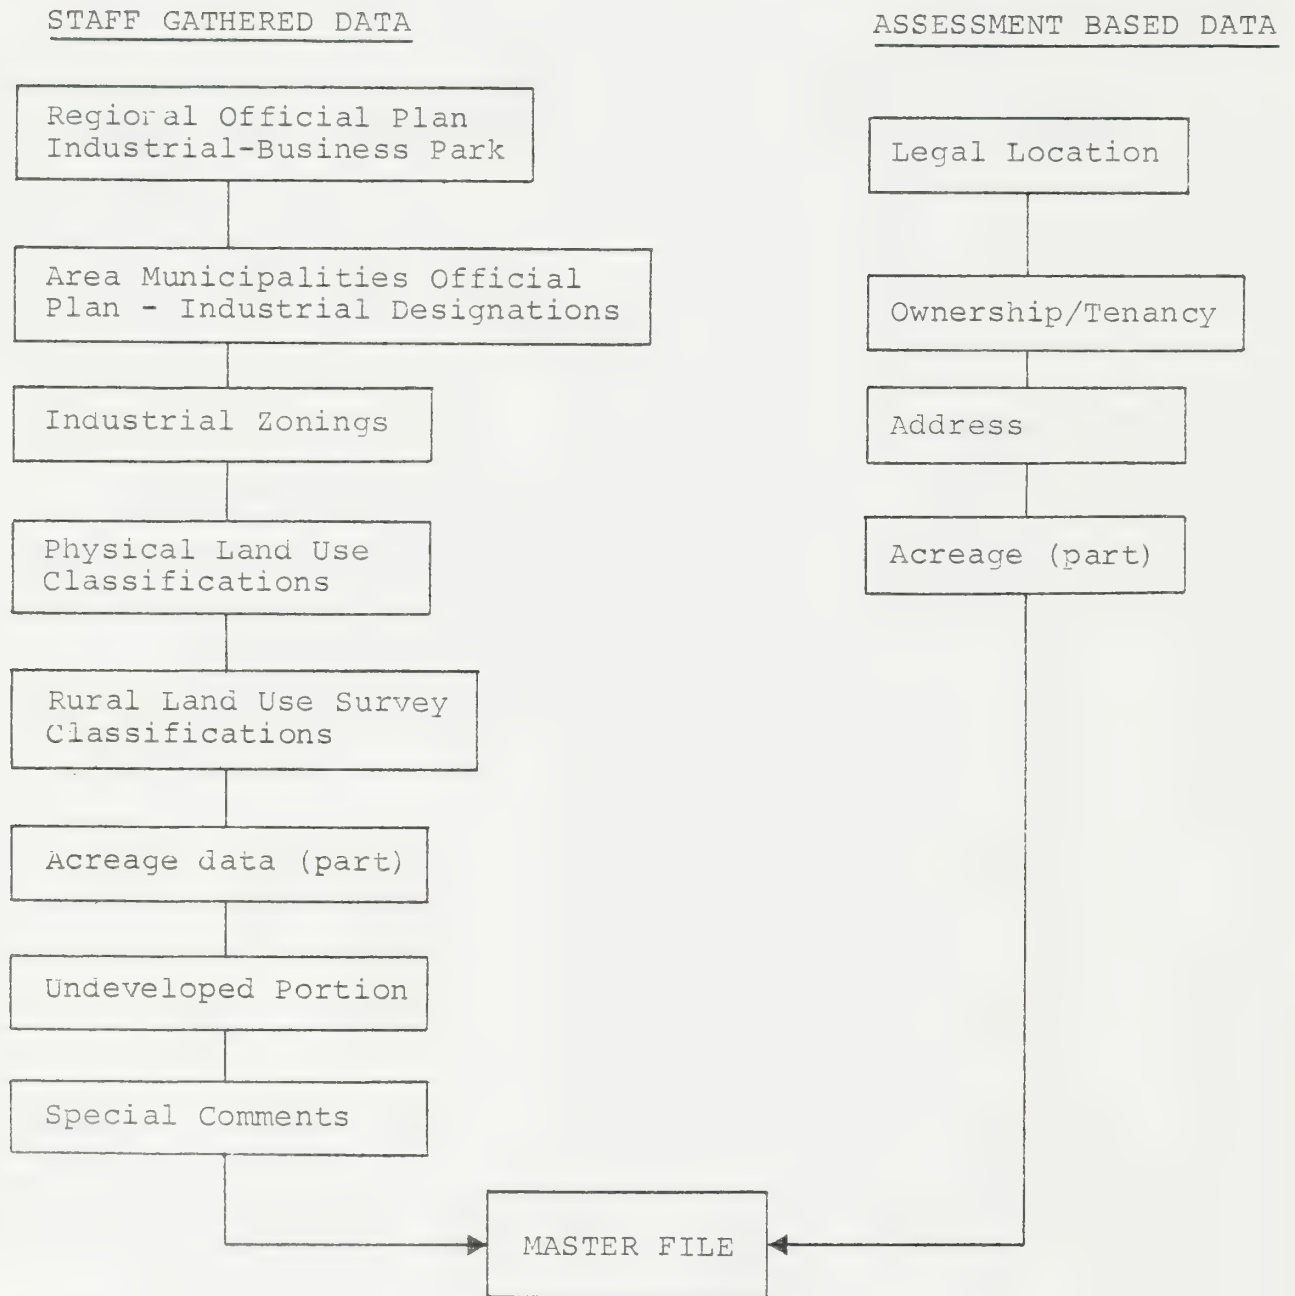 STAFF GATHERED DATA
Regional Official Plan
Industrial-Business Park
Area Municipalities Official
Plan - Industrial Designations
Industrial Zonings
Physical Land Use
Classifications
Rural Land Use Survey
Classifications
Acreage data (part)
Undeveloped Portion
Special Comments
ASSESSMENT BASED DATA
Legal Location
Ownership/Tenancy
Address
Acreage (part)
MASTER FILE